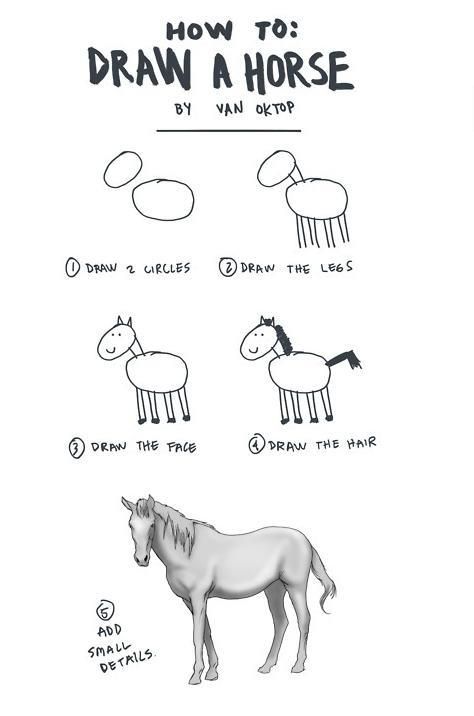 HOW TO:
DRAW A HORSE
BY VAN OKTOP
1 DRAW 2 CIRCLES
2 DRAW THE LEGS
3 DRAW THE FACE
4 DRAW THE HAIR
5
ADD
SMALL
DETAILS.